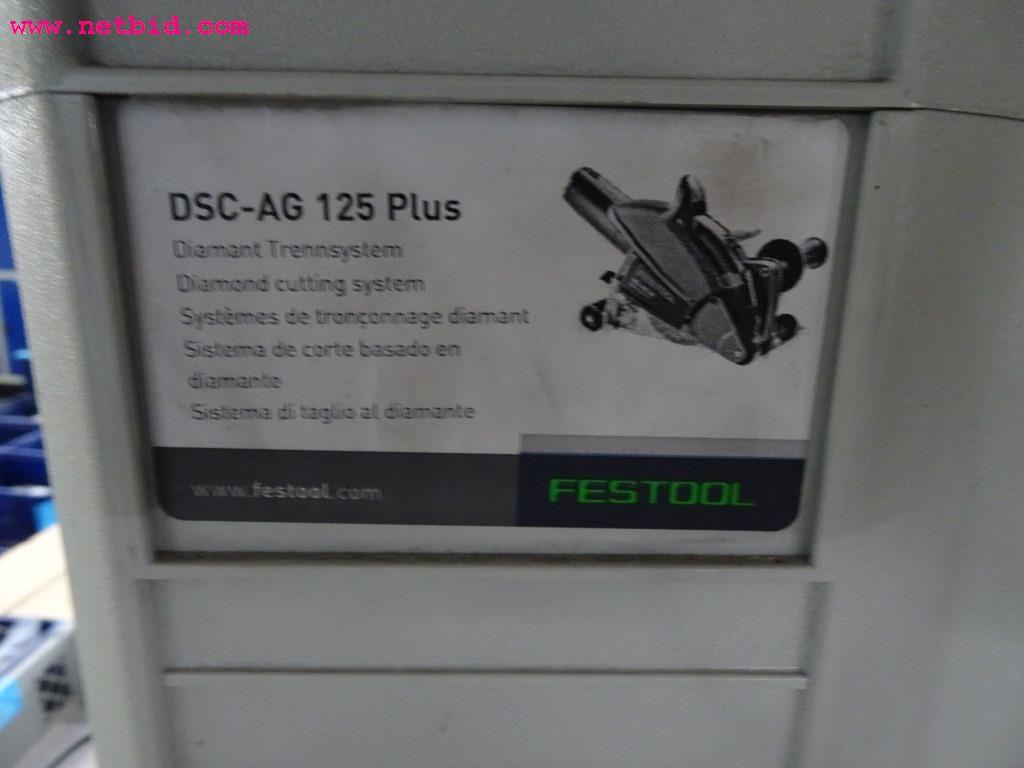 www.netbid.com
DSC-AG 125 Plus
Diamant Trennsystem
Diamond cutting system
Systèmes de tronçonnage diamant
Sistema de corte basado en
diamante
Sistema di taglio al diamante
www.festool.com
FESTOOL